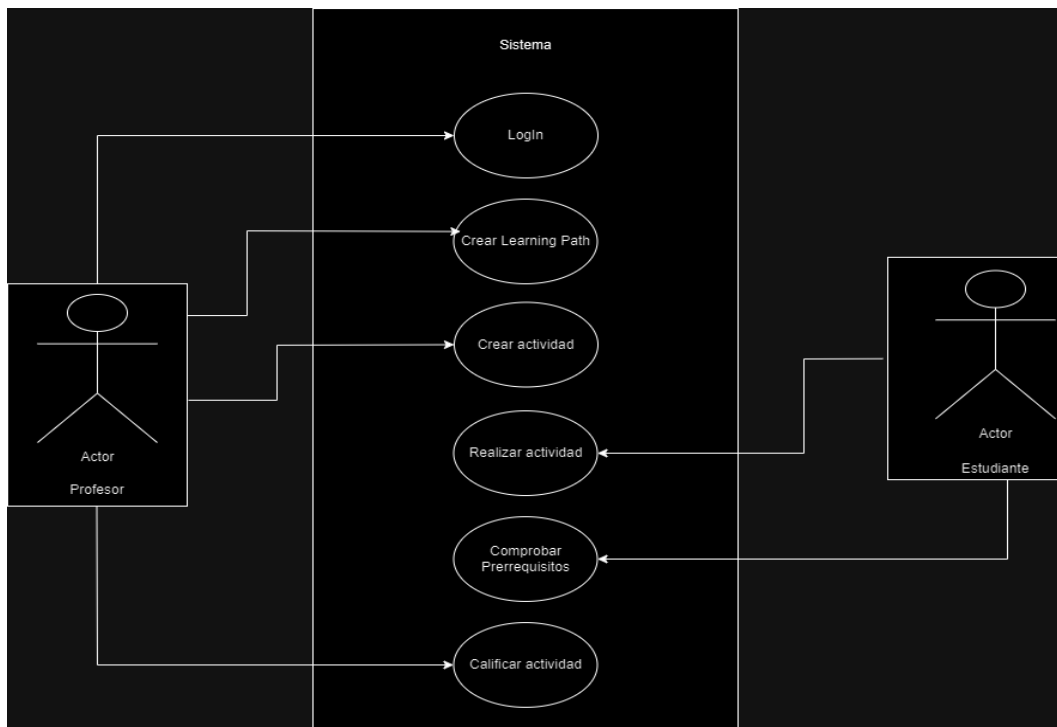 Sistema
LogIn
Crear Learning Path
Crear actividad
Realizar actividad
Comprobar
Prerrequisitos
Calificar actividad
Actor
Profesor
Actor
Estudiante